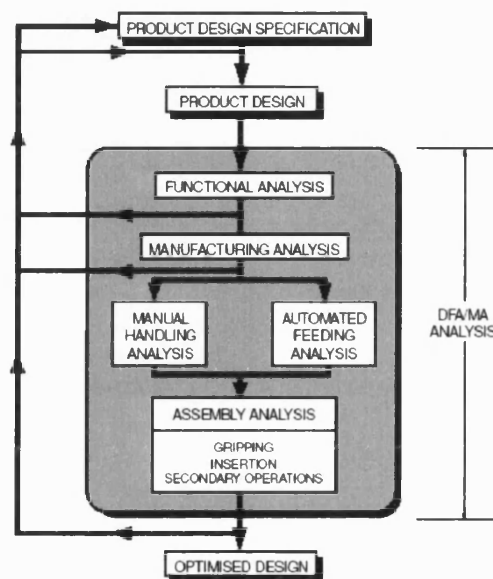 PRODUCT DESIGN SPECIFICATION
PRODUCT DESIGN
FUNCTIONAL ANALYSIS
MANUFACTURING ANALYSIS
MANUAL
HANDLING
ANALYSIS
AUTOMATED
FEEDING
ANALYSIS
DFA/MA
ANALYSIS
ASSEMBLY ANALYSIS
GRIPPING
INSERTION
SECONDARY OPERATIONS
OPTIMISED DESIGN